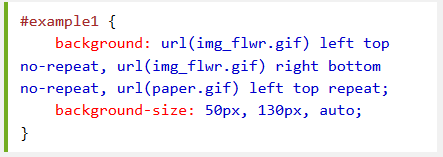 #example1 {
    background: url(img_flwr.gif) left top
no-repeat, url(img_flwr.gif) right bottom
no-repeat, url(paper.gif) left top repeat;
    background-size: 50px, 130px, auto;
}